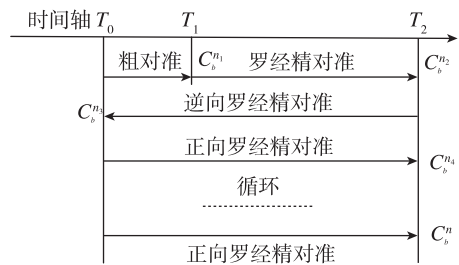 时间轴 T₀ T₁ T₂
粗对准 C_b^{n₁} 罗经精对准 C_b^{n₂}
逆向罗经精对准
C_b^{n₃}
正向罗经精对准
C_b^{n₄}
循环
C_b^{n}
正向罗经精对准